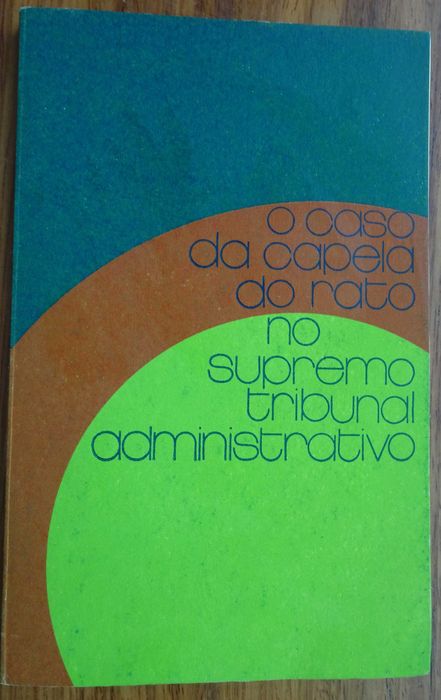 o caso
da capela
do rato
no
supremo
tribunal
administrativo